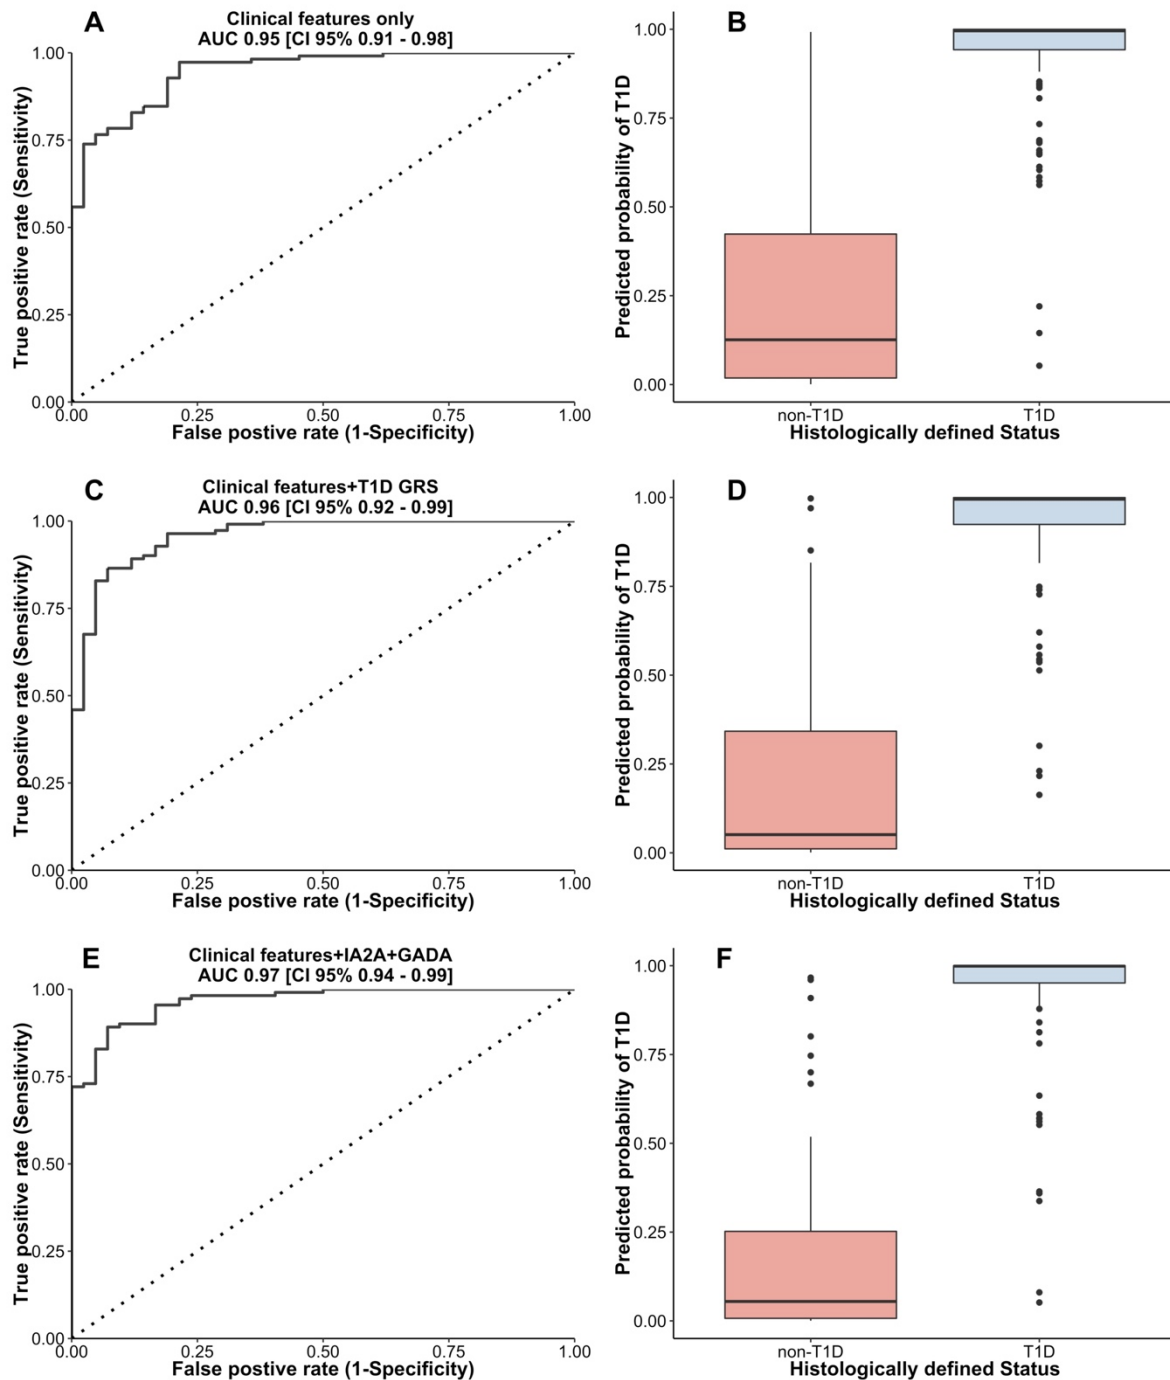 A
Clinical features only
AUC 0.95 [CI 95% 0.91 - 0.98]
1.00
0.75
0.50
0.25
0.00
True positive rate (Sensitivity)
0.00 0.25 0.50 0.75 1.00
False postive rate (1-Specificity)
B
1.00
0.75
0.50
0.25
0.00
Predicted probability of T1D
non-T1D T1D
Histologically defined Status
C
Clinical features+T1D GRS
AUC 0.96 [CI 95% 0.92 - 0.99]
1.00
0.75
0.50
0.25
0.00
True positive rate (Sensitivity)
0.00 0.25 0.50 0.75 1.00
False postive rate (1-Specificity)
D
1.00
0.75
0.50
0.25
0.00
Predicted probability of T1D
non-T1D T1D
Histologically defined Status
E
Clinical features+IA2A+GADA
AUC 0.97 [CI 95% 0.94 - 0.99]
1.00
0.75
0.50
0.25
0.00
True positive rate (Sensitivity)
0.00 0.25 0.50 0.75 1.00
False postive rate (1-Specificity)
F
1.00
0.75
0.50
0.25
0.00
Predicted probability of T1D
non-T1D T1D
Histologically defined Status